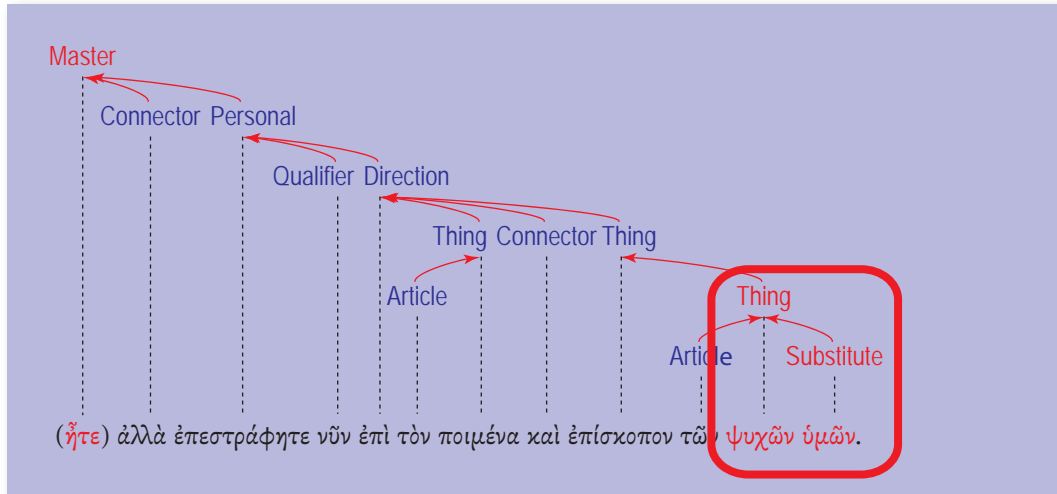 Master
Connector Personal
Qualifier Direction
Thing Connector Thing
Article Thing
Article Substitute
(ἦτε) ἀλλὰ ἐπεστράφητε νῦν ἐπὶ τὸν ποιμένα καὶ ἐπίσκοπον τῶν ψυχῶν ὑμῶν.